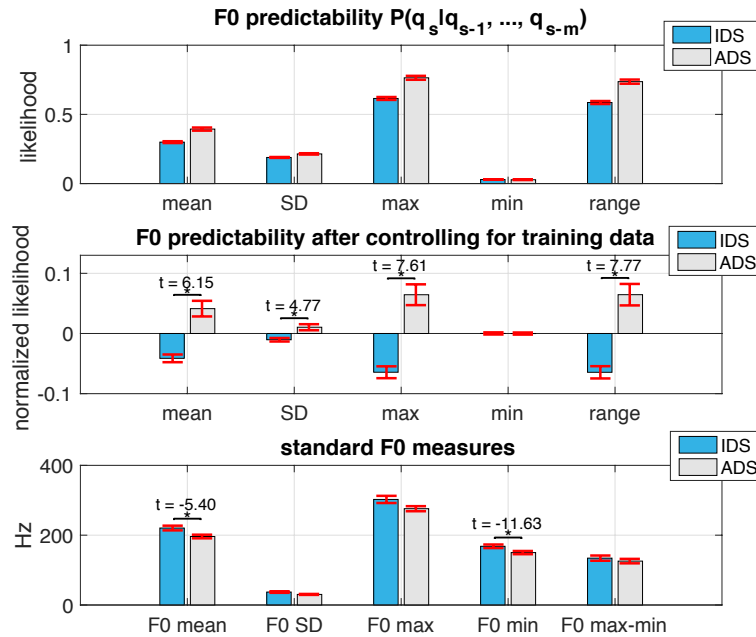 F0 predictability P(q_s|q_{s-1}, ..., q_{s-m})
IDS
ADS
likelihood
1
0.5
0
mean SD max min range
F0 predictability after controlling for training data
IDS
ADS
normalized likelihood
0.1
0
-0.1
t = 6.15
*
t = 4.77
*
t = 7.61
*
t = 7.77
*
mean SD max min range
standard F0 measures
IDS
ADS
Hz
400
200
0
t = -5.40
*
t = -11.63
*
F0 mean F0 SD F0 max F0 min F0 max-min